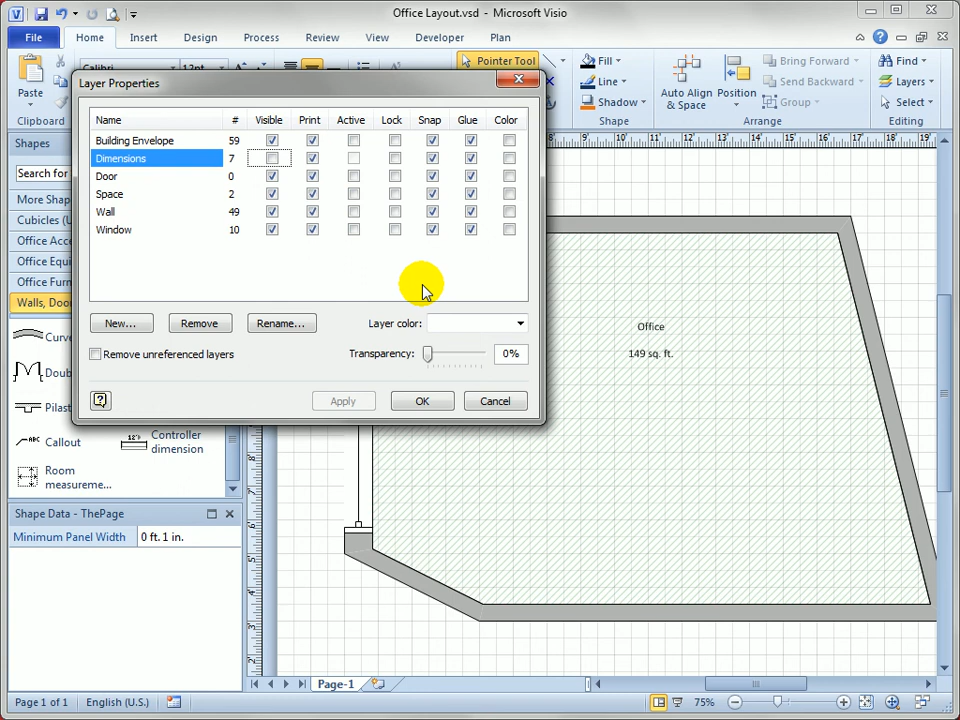 Office Layout.vsd - Microsoft Visio
File Home Insert Design Process Review View Developer Plan
Paste
Clipboard
Calibri 12pt
Pointer Tool
Fill
Line
Shadow
Shape
Auto Align & Space
Position
Bring Forward
Send Backward
Group
Arrange
Find
Layers
Select
Editing
Layer Properties
Name # Visible Print Active Lock Snap Glue Color
Building Envelope 59
Dimensions 7
Door 0
Space 2
Wall 49
Window 10
New... Remove Rename... Layer color:
Remove unreferenced layers Transparency: 0%
Apply OK Cancel
Shapes
Search for
More Shap
Cubicles (U
Office Acce
Office Equi
Office Furn
Walls, Doo
Curve
Doub
Pilast
Callout
Controller dimension
Room measureme...
Shape Data - ThePage
Minimum Panel Width 0 ft. 1 in.
Office
149 sq. ft.
Page-1
Page 1 of 1 English (U.S.) 75%